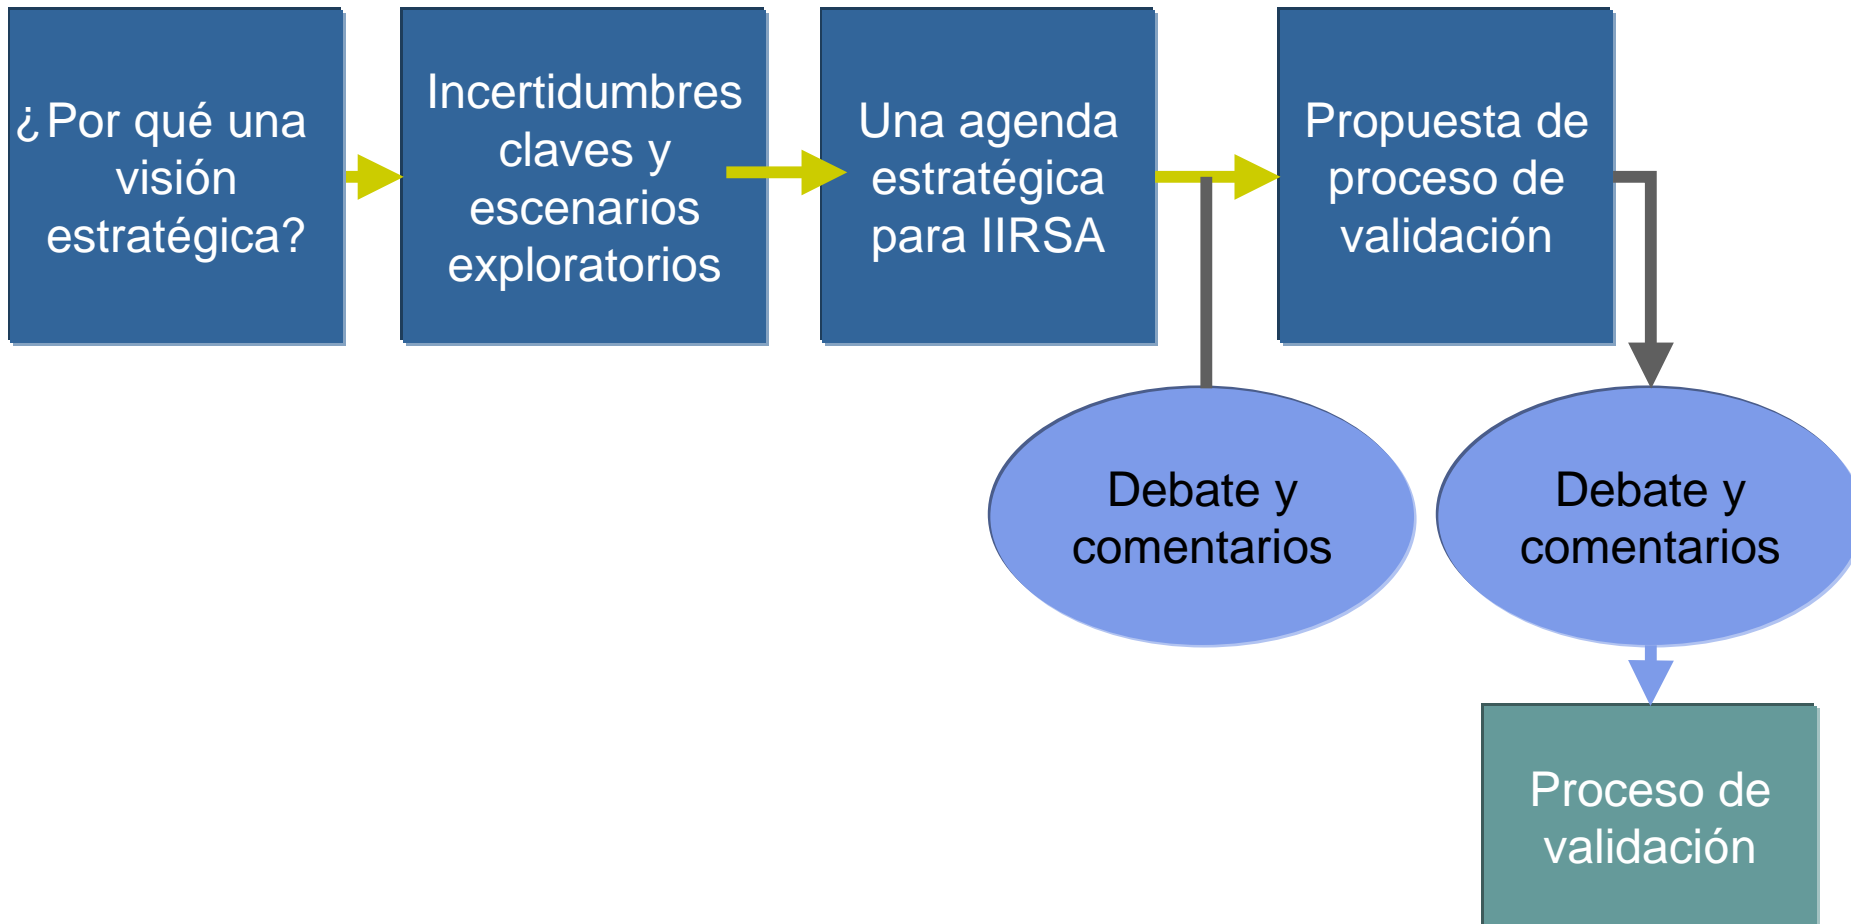 ¿Por qué una
visión
estratégica?
Incertidumbres
claves y
escenarios
exploratorios
Una agenda
estratégica
para IIRSA
Propuesta de
proceso de
validación
Debate y
comentarios
Debate y
comentarios
Proceso de
validación